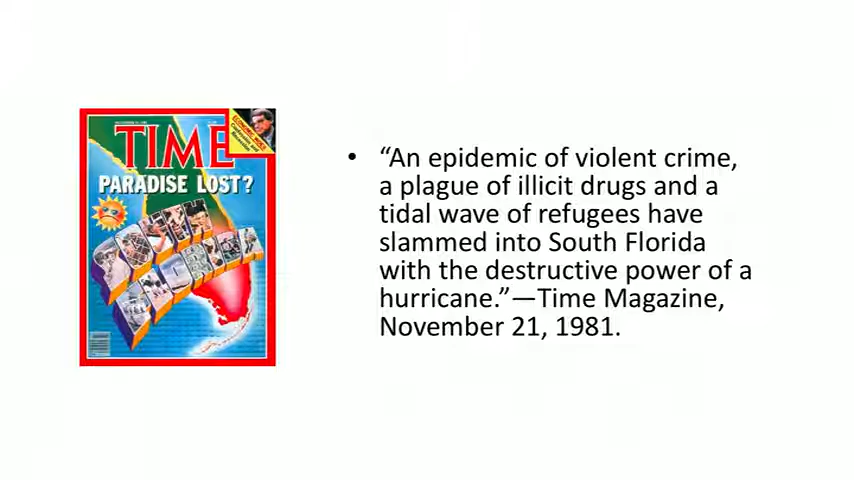 TIME
PARADISE LOST?
SOUTH
FLORIDA
• “An epidemic of violent crime,
a plague of illicit drugs and a
tidal wave of refugees have
slammed into South Florida
with the destructive power of a
hurricane.”—Time Magazine,
November 21, 1981.